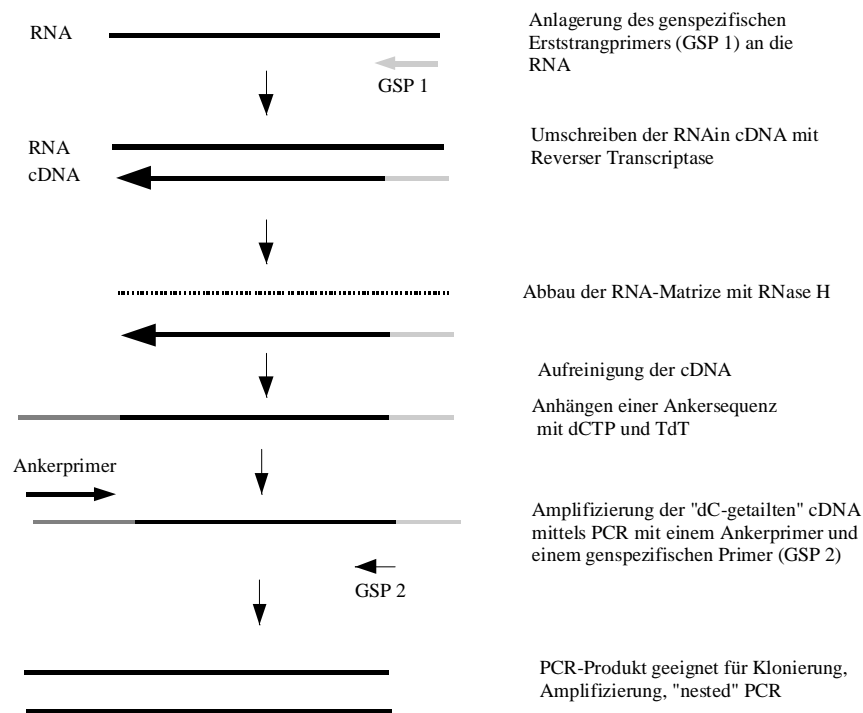 RNA
Anlagerung des genspezifischen
Erststrangprimers (GSP 1) an die
RNA
GSP 1
RNA
cDNA
Umschreiben der RNAin cDNA mit
Reverser Transcriptase
Abbau der RNA-Matrize mit RNase H
Aufreinigung der cDNA
Anhängen einer Ankersequenz
mit dCTP und TdT
Ankerprimer
Amplifizierung der "dC-getailten" cDNA
mittels PCR mit einem Ankerprimer und
einem genspezifischen Primer (GSP 2)
GSP 2
PCR-Produkt geeignet für Klonierung,
Amplifizierung, "nested" PCR